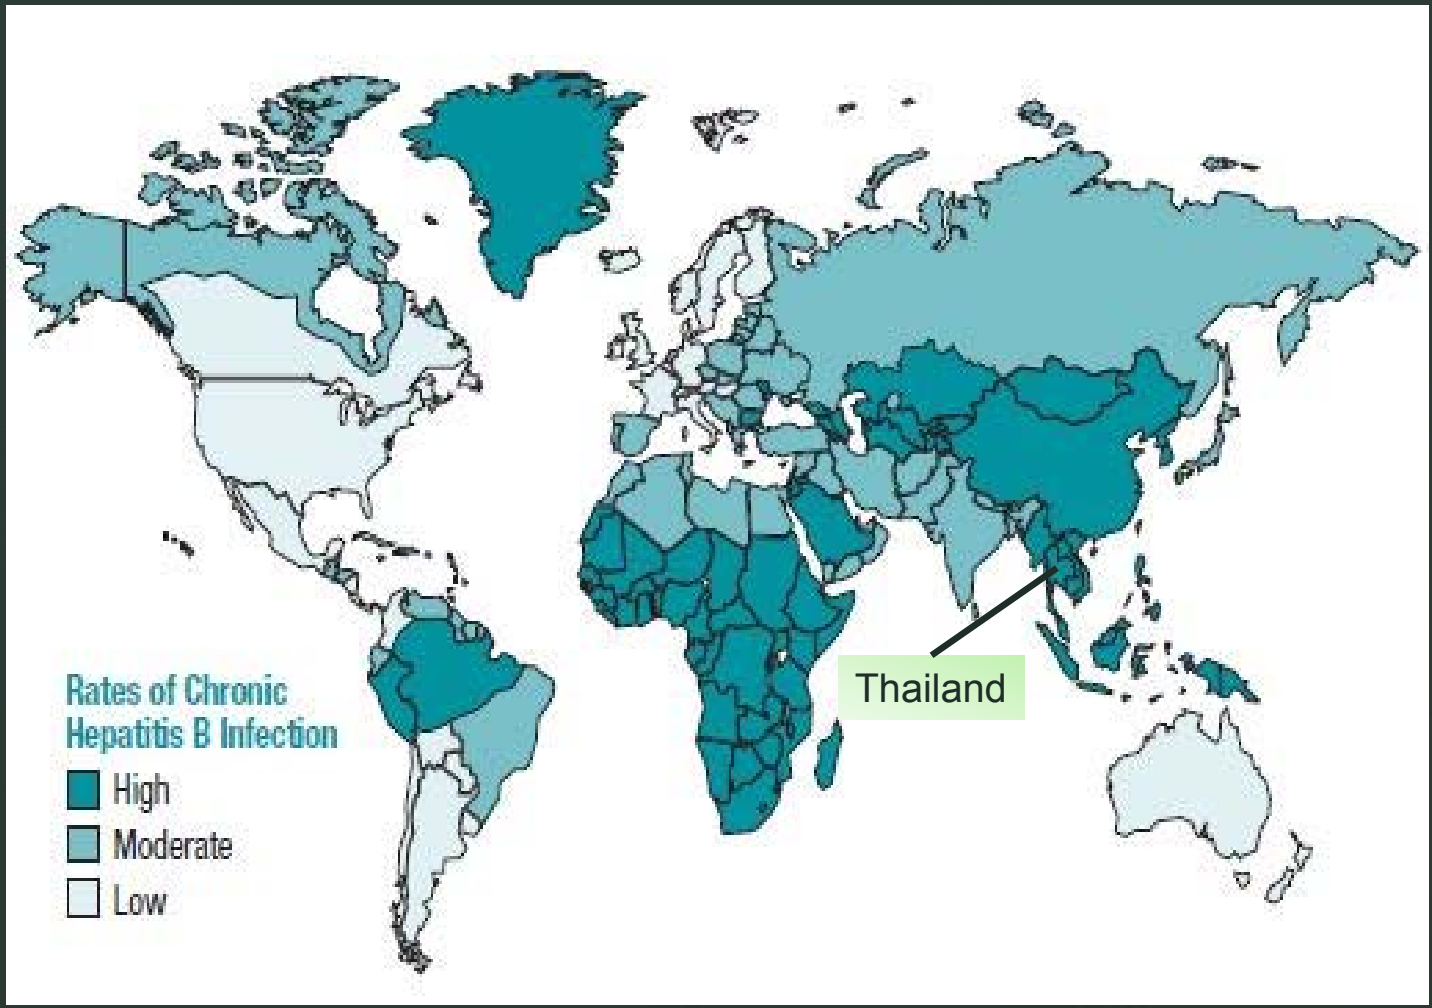 Thailand
Rates of Chronic
Hepatitis B Infection
High
Moderate
Low